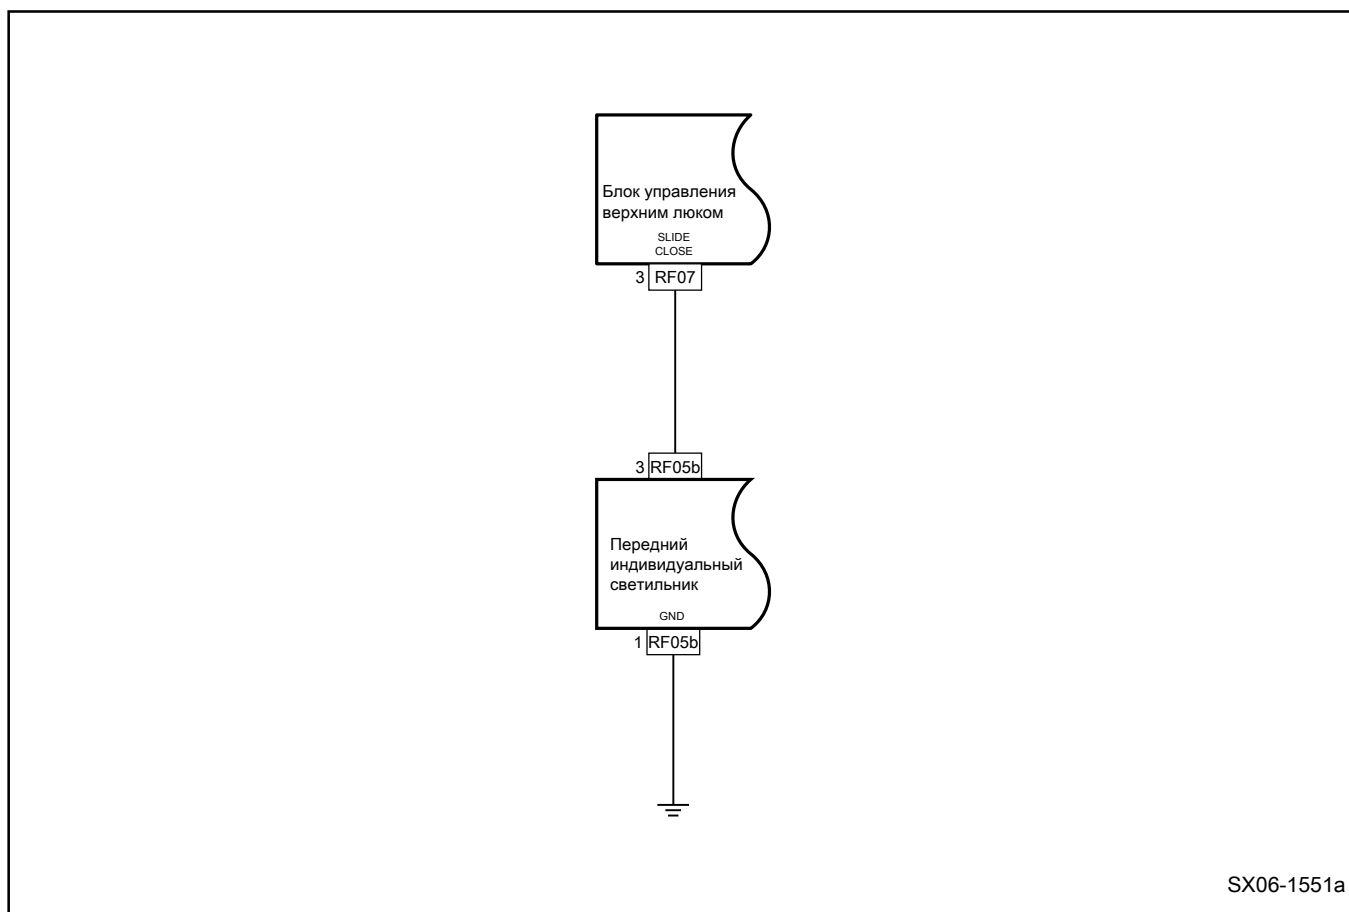 Блок управления
верхним люком
SLIDE
CLOSE
3 RF07
3 RF05b
Передний
индивидуальный
светильник
GND
1 RF05b
SX06-1551a